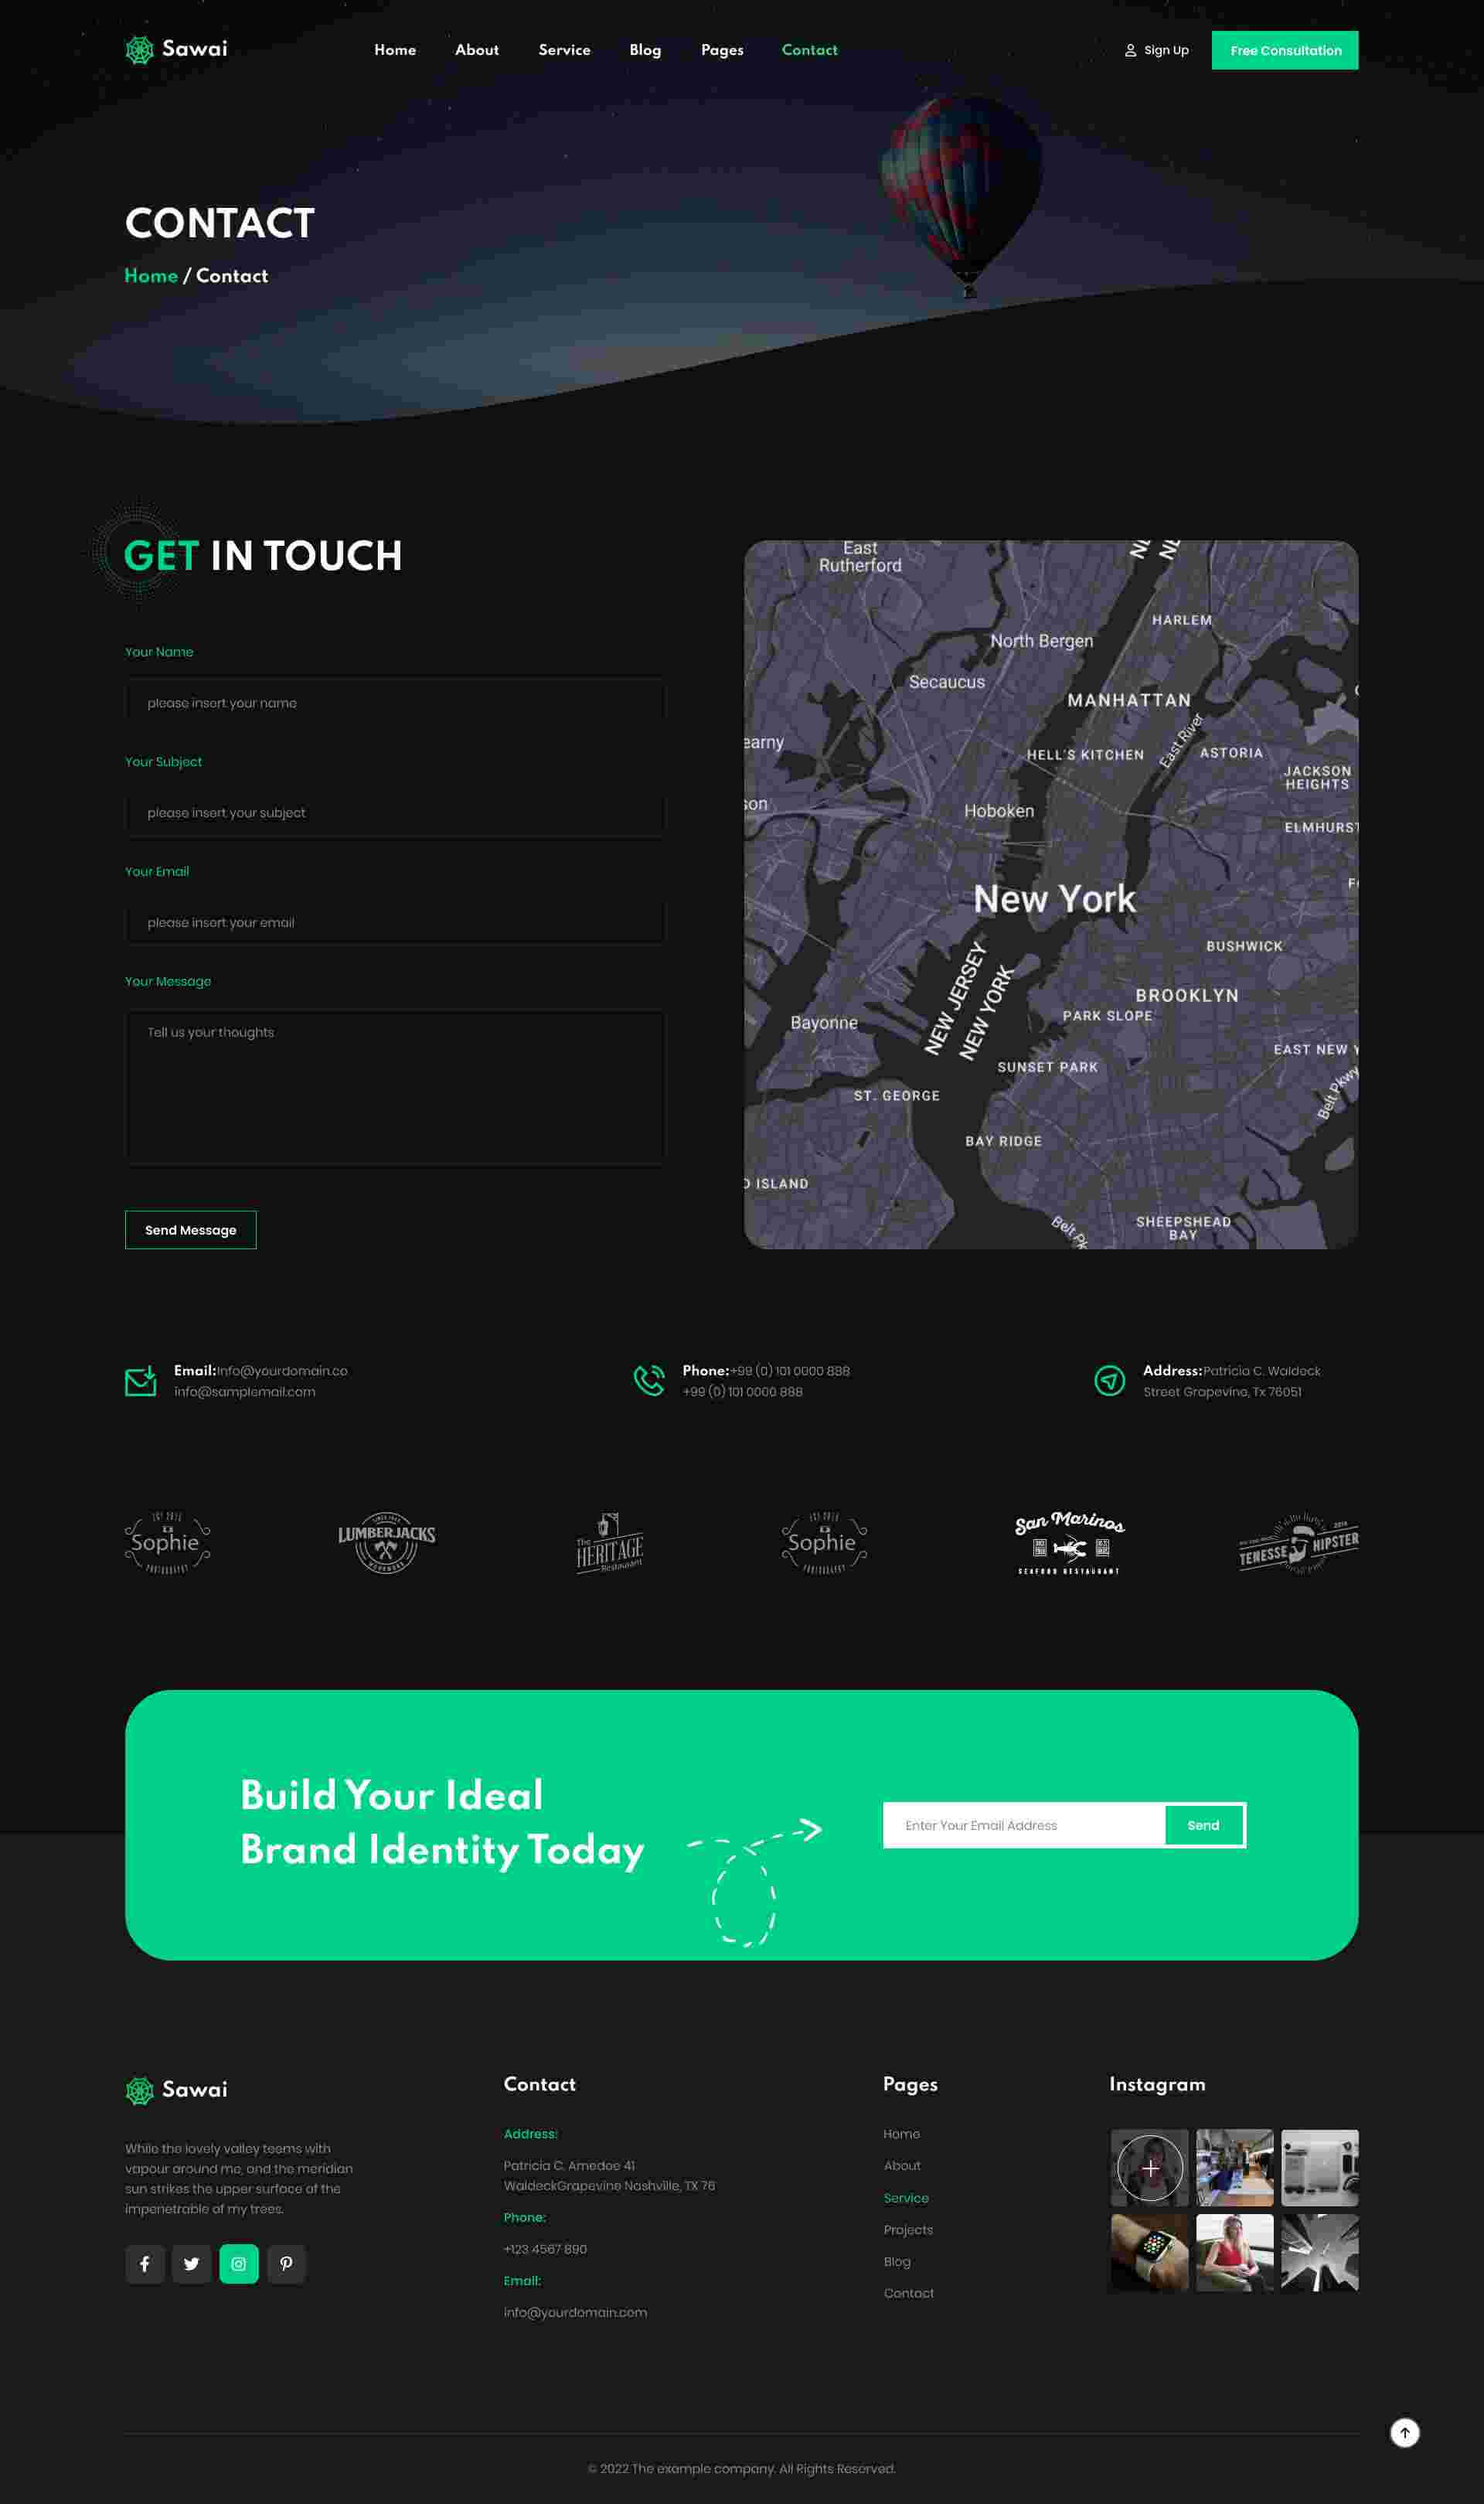 Sawai
Home
About
Service
Blog
Pages
Contact
Sign Up
Free Consultation
CONTACT
Home / Contact
GET IN TOUCH
Your Name
please insert your name
Your Subject
please insert your subject
Your Email
please insert your email
Your Message
Tell us your thoughts
Send Message
East
Rutherford
HARLEM
North Bergen
Secaucus
MANHATTAN
earny
HELL'S KITCHEN
East River
ASTORIA
JACKSON
HEIGHTS
son
Hoboken
ELMHURST
New York
BUSHWICK
NEW JERSEY
NEW YORK
BROOKLYN
PARK SLOPE
Bayonne
EAST NEW Y
SUNSET PARK
Belt Pkwy
ST. GEORGE
BAY RIDGE
D ISLAND
Belt Pk
SHEEPSHEAD
BAY
Email:Info@yourdomain.co
info@samplemail.com
Phone:+99 (0) 101 0000 888
+99 (0) 101 0000 888
Address:Patricia C. Waldeck
Street Grapevine, Tx 76051
Sophie
LUMBERJACKS
The
HERITAGE
Restaurant
Sophie
San Marinos
SEAFOOD RESTAURANT
TENESSE HIPSTER
Build Your Ideal
Brand Identity Today
Enter Your Email Address
Send
Sawai
While the lovely valley teems with
vapour around me, and the meridian
sun strikes the upper surface of the
impenetrable of my trees.
Contact
Address:
Patricia C. Amedee 41
WaldeckGrapevine Nashville, TX 76
Phone:
+123 4567 890
Email:
info@yourdomain.com
Pages
Home
About
Service
Projects
Blog
Contact
Instagram
© 2022 The example company. All Rights Reserved.